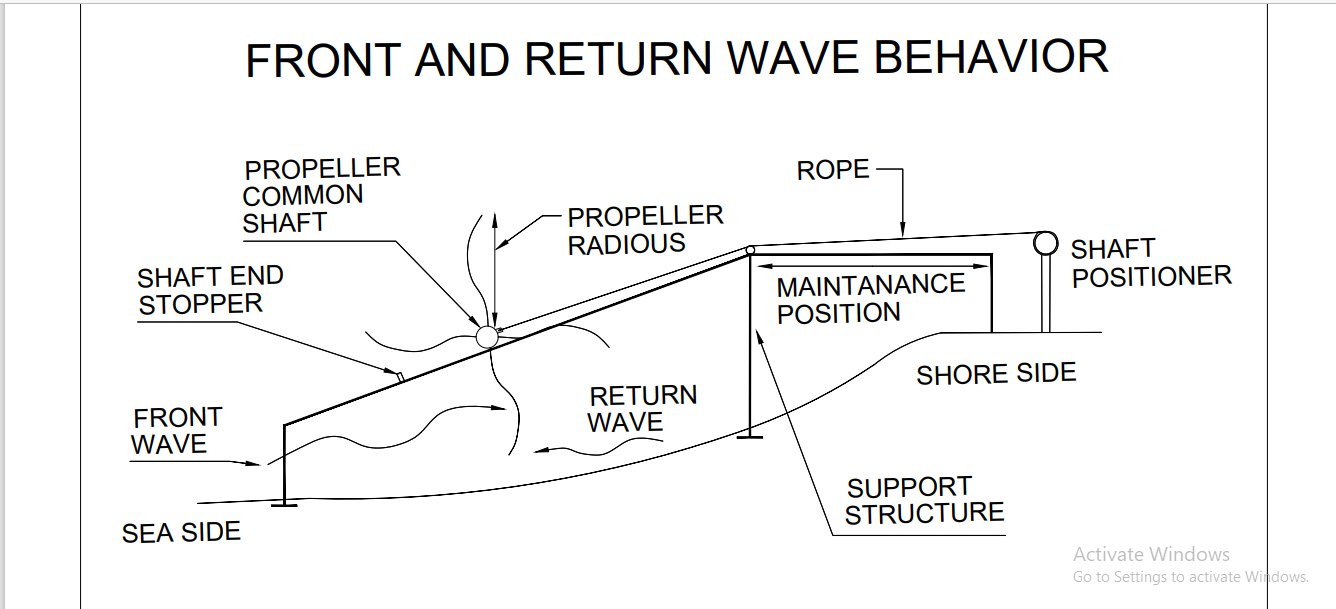 FRONT AND RETURN WAVE BEHAVIOR
PROPELLER
COMMON
SHAFT
ROPE
PROPELLER
RADIOUS
SHAFT
POSITIONER
SHAFT END
STOPPER
MAINTANANCE
POSITION
SHORE SIDE
RETURN
WAVE
FRONT
WAVE
SUPPORT
STRUCTURE
SEA SIDE
Activate Windows
Go to Settings to activate Windows.